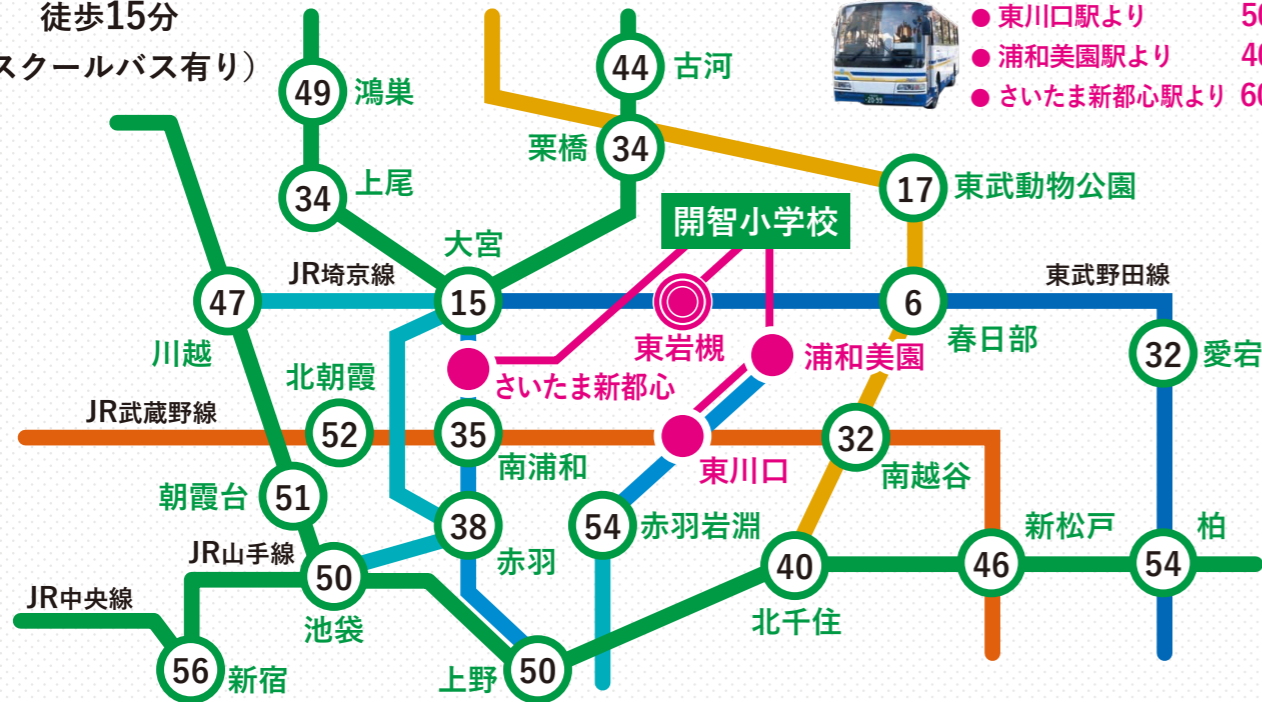 徒歩15分
スクールバス有り）
● 東川口駅より 50
● 浦和美園駅より 40
● さいたま新都心駅より 60
49 鴻巣
44 古河
栗橋 34
34 上尾
17 東武動物公園
開智小学校
大宮
JR埼京線
東武野田線
47
15
6
川越
東岩槻
浦和美園
春日部
32 愛宕
北朝霞
さいたま新都心
JR武蔵野線
52
35
32
南浦和
東川口
南越谷
朝霞台 51
38
54 赤羽岩淵
新松戸
柏
赤羽
JR山手線
50
40
46
54
JR中央線
池袋
北千住
56 新宿
上野 50